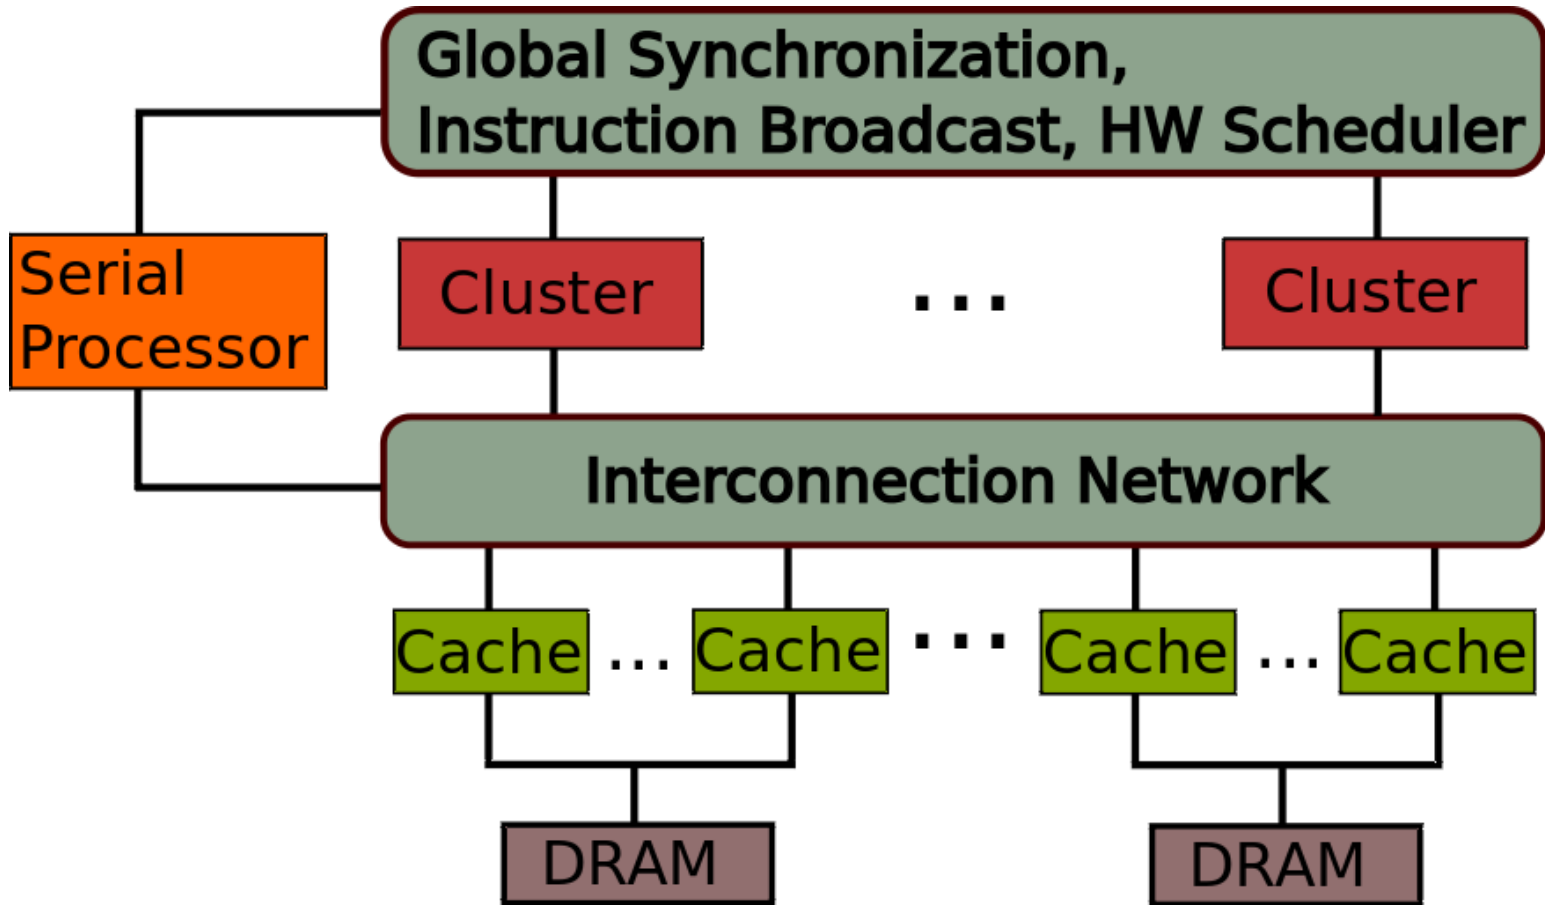 Global Synchronization,
Instruction Broadcast, HW Scheduler
Serial
Processor
Cluster ... Cluster
Interconnection Network
Cache ... Cache ... Cache ... Cache
DRAM DRAM